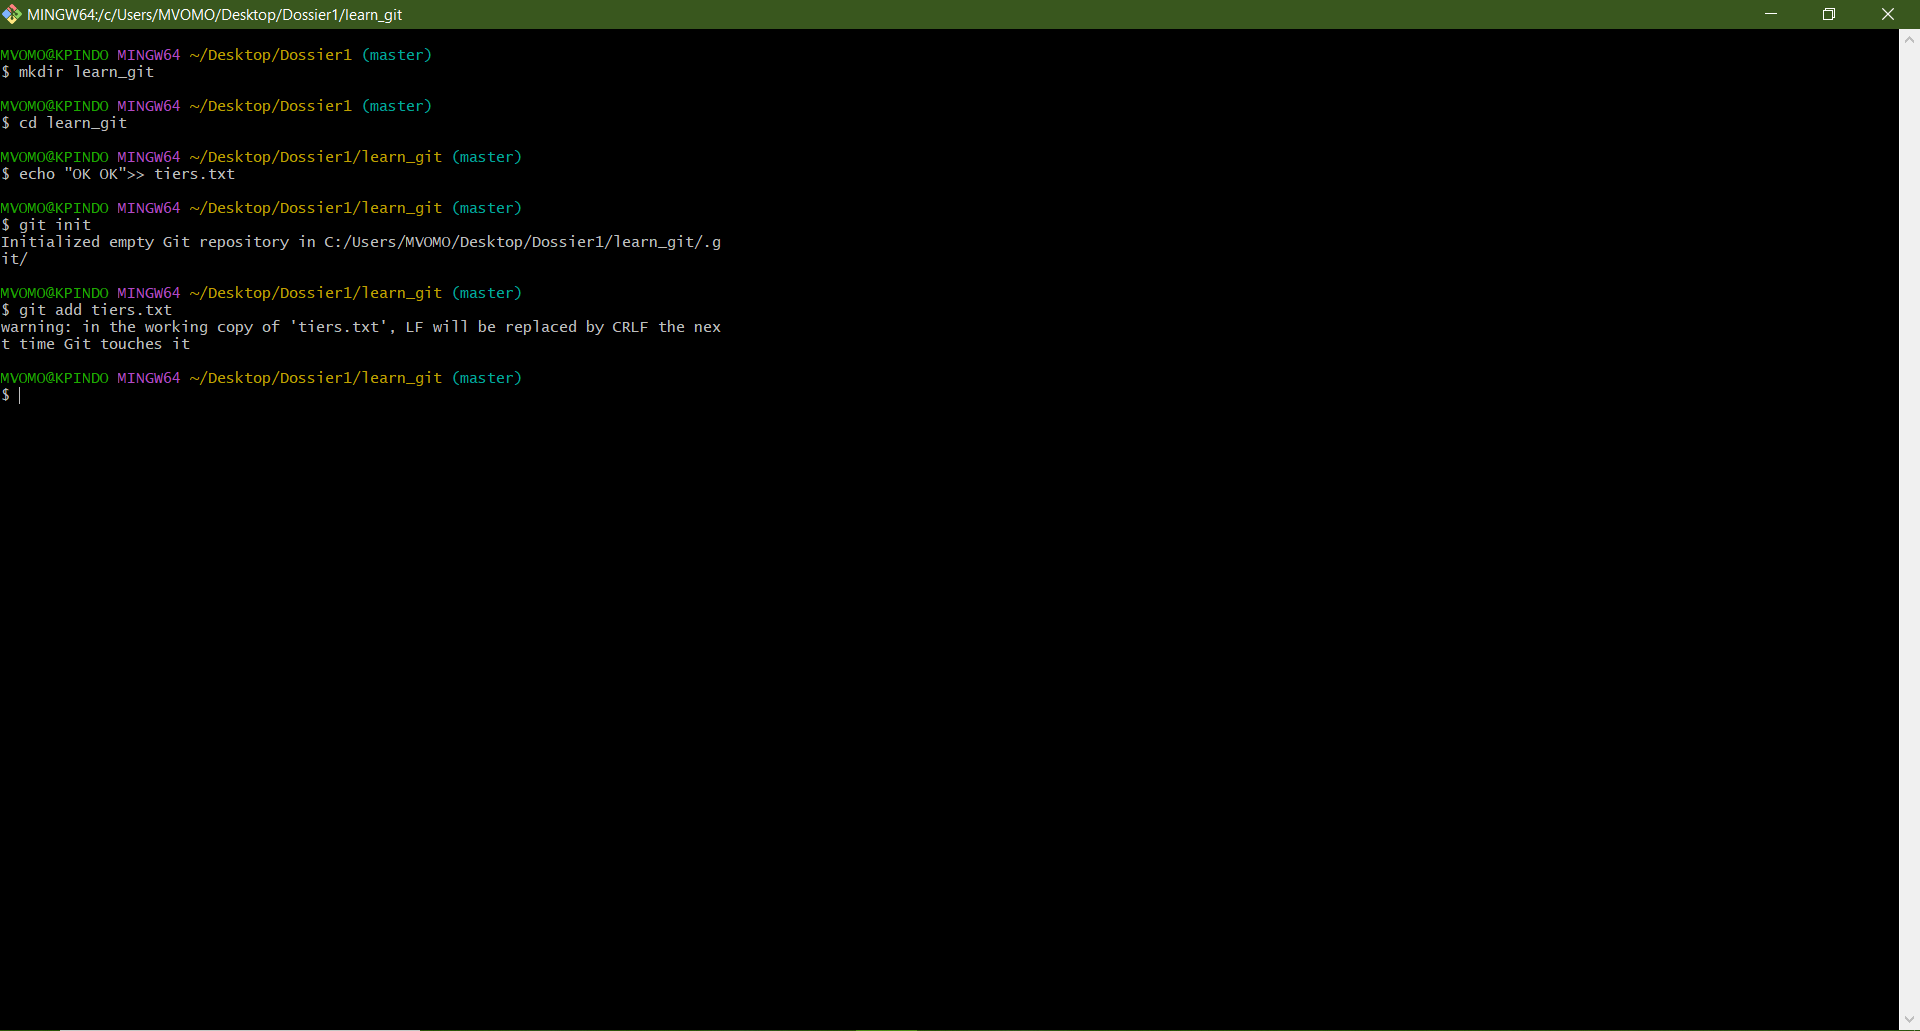 MINGW64:/c/Users/MVOMO/Desktop/Dossier1/learn_git
MVOMO@KPINDO MINGW64 ~/Desktop/Dossier1 (master)
$ mkdir learn_git
MVOMO@KPINDO MINGW64 ~/Desktop/Dossier1 (master)
$ cd learn_git
MVOMO@KPINDO MINGW64 ~/Desktop/Dossier1/learn_git (master)
$ echo "OK OK">> tiers.txt
MVOMO@KPINDO MINGW64 ~/Desktop/Dossier1/learn_git (master)
$ git init
Initialized empty Git repository in C:/Users/MVOMO/Desktop/Dossier1/learn_git/.g
it/
MVOMO@KPINDO MINGW64 ~/Desktop/Dossier1/learn_git (master)
$ git add tiers.txt
warning: in the working copy of 'tiers.txt', LF will be replaced by CRLF the nex
t time Git touches it
MVOMO@KPINDO MINGW64 ~/Desktop/Dossier1/learn_git (master)
$